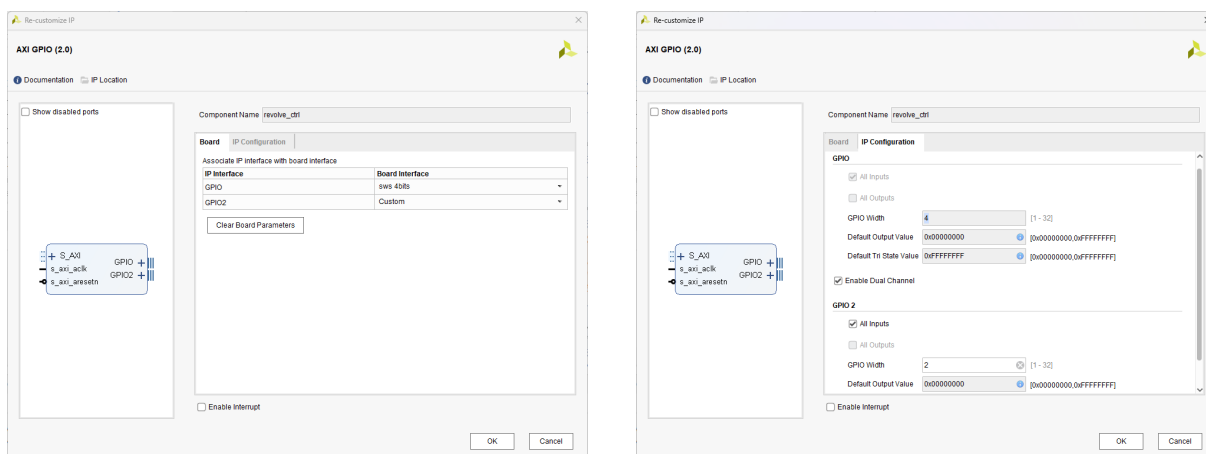 Re-customize IP
AXI GPIO (2.0)
Documentation IP Location
Show disabled ports
Component Name revolve_ctrl
Board IP Configuration
Associate IP interface with board interface
IP Interface Board Interface
GPIO sws 4bits
GPIO2 Custom
Clear Board Parameters
+ S_AXI
s_axi_aclk
s_axi_aresetn
GPIO +
GPIO2 +
Enable Interrupt
OK Cancel
Re-customize IP
AXI GPIO (2.0)
Documentation IP Location
Show disabled ports
Component Name revolve_ctrl
Board IP Configuration
GPIO
All Inputs
All Outputs
GPIO Width 4 [1 - 32]
Default Output Value 0x00000000 [0x00000000,0xFFFFFFFF]
Default Tri State Value 0xFFFFFFFF [0x00000000,0xFFFFFFFF]
Enable Dual Channel
GPIO 2
All Inputs
All Outputs
GPIO Width 2 [1 - 32]
Default Output Value 0x00000000 [0x00000000,0xFFFFFFFF]
+ S_AXI
s_axi_aclk
s_axi_aresetn
GPIO +
GPIO2 +
Enable Interrupt
OK Cancel